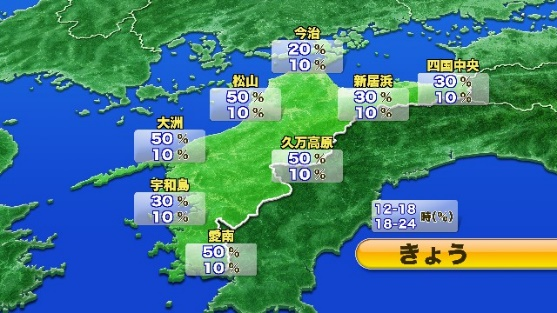 今治
20%
10%
四国中央
30%
10%
松山
50%
10%
新居浜
30%
10%
大洲
50%
10%
久万高原
50%
10%
宇和島
30%
10%
愛南
50%
10%
12-18
18-24
時(%)
きょう